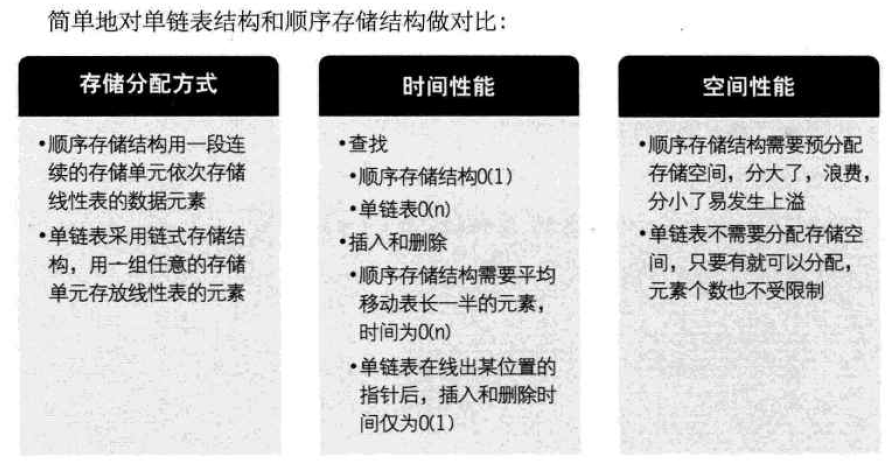 简单地对单链表结构和顺序存储结构做对比：
存储分配方式
•顺序存储结构用一段连
续的存储单元依次存储
线性表的数据元素
•单链表采用链式存储结
构，用一组任意的存储
单元存放线性表的元素
时间性能
•查找
•顺序存储结构O(1)
•单链表O(n)
•插入和删除
•顺序存储结构需要平均
移动表长一半的元素，
时间为O(n)
•单链表在线出某位置的
指针后，插入和删除时
间仅为O(1)
空间性能
•顺序存储结构需要预分配
存储空间，分大了，浪费，
分小了易发生上溢
•单链表不需要分配存储空
间，只要有就可以分配，
元素个数也不受限制